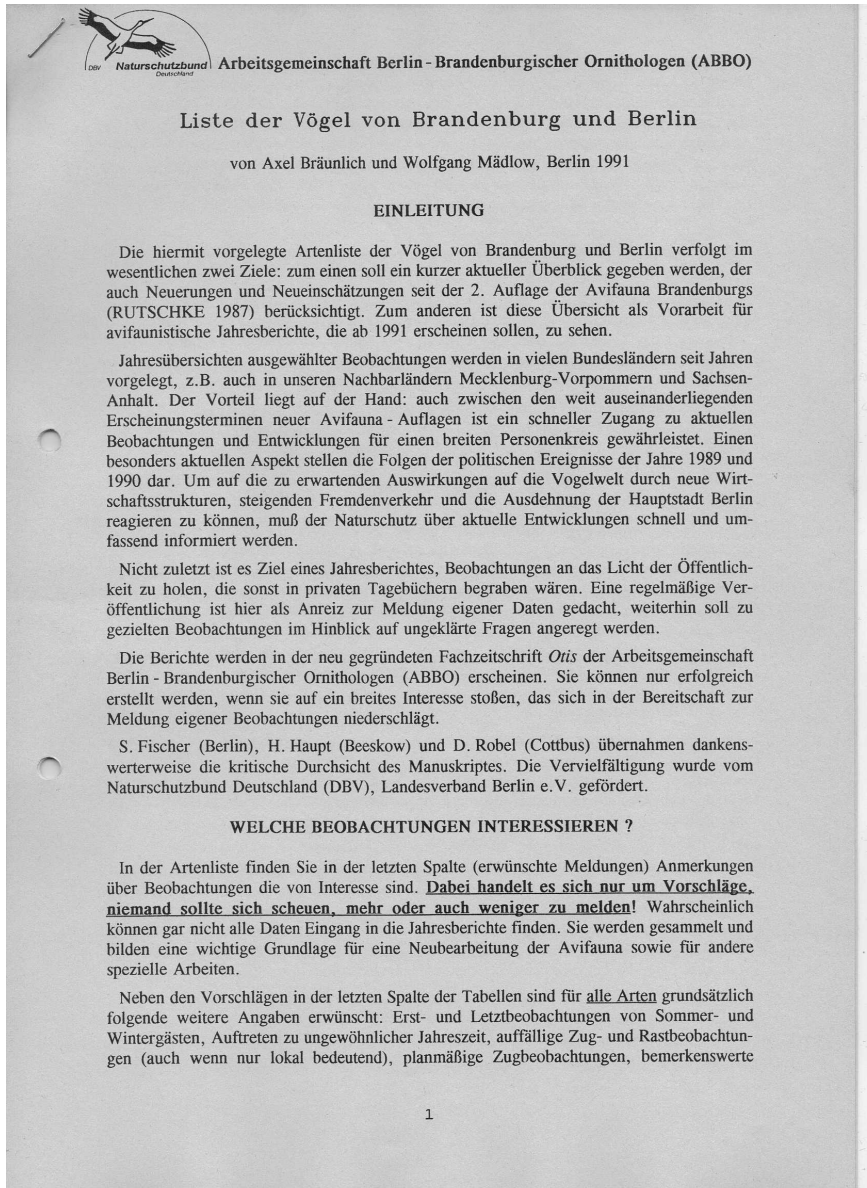 DBV Naturschutzbund
Deutschland
Arbeitsgemeinschaft Berlin - Brandenburgischer Ornithologen (ABBO)
Liste der Vögel von Brandenburg und Berlin
von Axel Bräunlich und Wolfgang Mädlow, Berlin 1991
EINLEITUNG
Die hiermit vorgelegte Artenliste der Vögel von Brandenburg und Berlin verfolgt im
wesentlichen zwei Ziele: zum einen soll ein kurzer aktueller Überblick gegeben werden, der
auch Neuerungen und Neueinschätzungen seit der 2. Auflage der Avifauna Brandenburgs
(RUTSCHKE 1987) berücksichtigt. Zum anderen ist diese Übersicht als Vorarbeit für
avifaunistische Jahresberichte, die ab 1991 erscheinen sollen, zu sehen.
Jahresübersichten ausgewählter Beobachtungen werden in vielen Bundesländern seit Jahren
vorgelegt, z.B. auch in unseren Nachbarländern Mecklenburg-Vorpommern und Sachsen-
Anhalt. Der Vorteil liegt auf der Hand: auch zwischen den weit auseinanderliegenden
Erscheinungsterminen neuer Avifauna - Auflagen ist ein schneller Zugang zu aktuellen
Beobachtungen und Entwicklungen für einen breiten Personenkreis gewährleistet. Einen
besonders aktuellen Aspekt stellen die Folgen der politischen Ereignisse der Jahre 1989 und
1990 dar. Um auf die zu erwartenden Auswirkungen auf die Vogelwelt durch neue Wirt-
schaftsstrukturen, steigenden Fremdenverkehr und die Ausdehnung der Hauptstadt Berlin
reagieren zu können, muß der Naturschutz über aktuelle Entwicklungen schnell und um-
fassend informiert werden.
Nicht zuletzt ist es Ziel eines Jahresberichtes, Beobachtungen an das Licht der Öffentlich-
keit zu holen, die sonst in privaten Tagebüchern begraben wären. Eine regelmäßige Ver-
öffentlichung ist hier als Anreiz zur Meldung eigener Daten gedacht, weiterhin soll zu
gezielten Beobachtungen im Hinblick auf ungeklärte Fragen angeregt werden.
Die Berichte werden in der neu gegründeten Fachzeitschrift Otis der Arbeitsgemeinschaft
Berlin - Brandenburgischer Ornithologen (ABBO) erscheinen. Sie können nur erfolgreich
erstellt werden, wenn sie auf ein breites Interesse stoßen, das sich in der Bereitschaft zur
Meldung eigener Beobachtungen niederschlägt.
S. Fischer (Berlin), H. Haupt (Beeskow) und D. Robel (Cottbus) übernahmen dankens-
werterweise die kritische Durchsicht des Manuskriptes. Die Vervielfältigung wurde vom
Naturschutzbund Deutschland (DBV), Landesverband Berlin e.V. gefördert.
WELCHE BEOBACHTUNGEN INTERESSIEREN ?
In der Artenliste finden Sie in der letzten Spalte (erwünschte Meldungen) Anmerkungen
über Beobachtungen die von Interesse sind. Dabei handelt es sich nur um Vorschläge,
niemand sollte sich scheuen, mehr oder auch weniger zu melden! Wahrscheinlich
können gar nicht alle Daten Eingang in die Jahresberichte finden. Sie werden gesammelt und
bilden eine wichtige Grundlage für eine Neubearbeitung der Avifauna sowie für andere
spezielle Arbeiten.
Neben den Vorschlägen in der letzten Spalte der Tabellen sind für alle Arten grundsätzlich
folgende weitere Angaben erwünscht: Erst- und Letztbeobachtungen von Sommer- und
Wintergästen, Auftreten zu ungewöhnlicher Jahreszeit, auffällige Zug- und Rastbeobachtun-
gen (auch wenn nur lokal bedeutend), planmäßige Zugbeobachtungen, bemerkenswerte
1